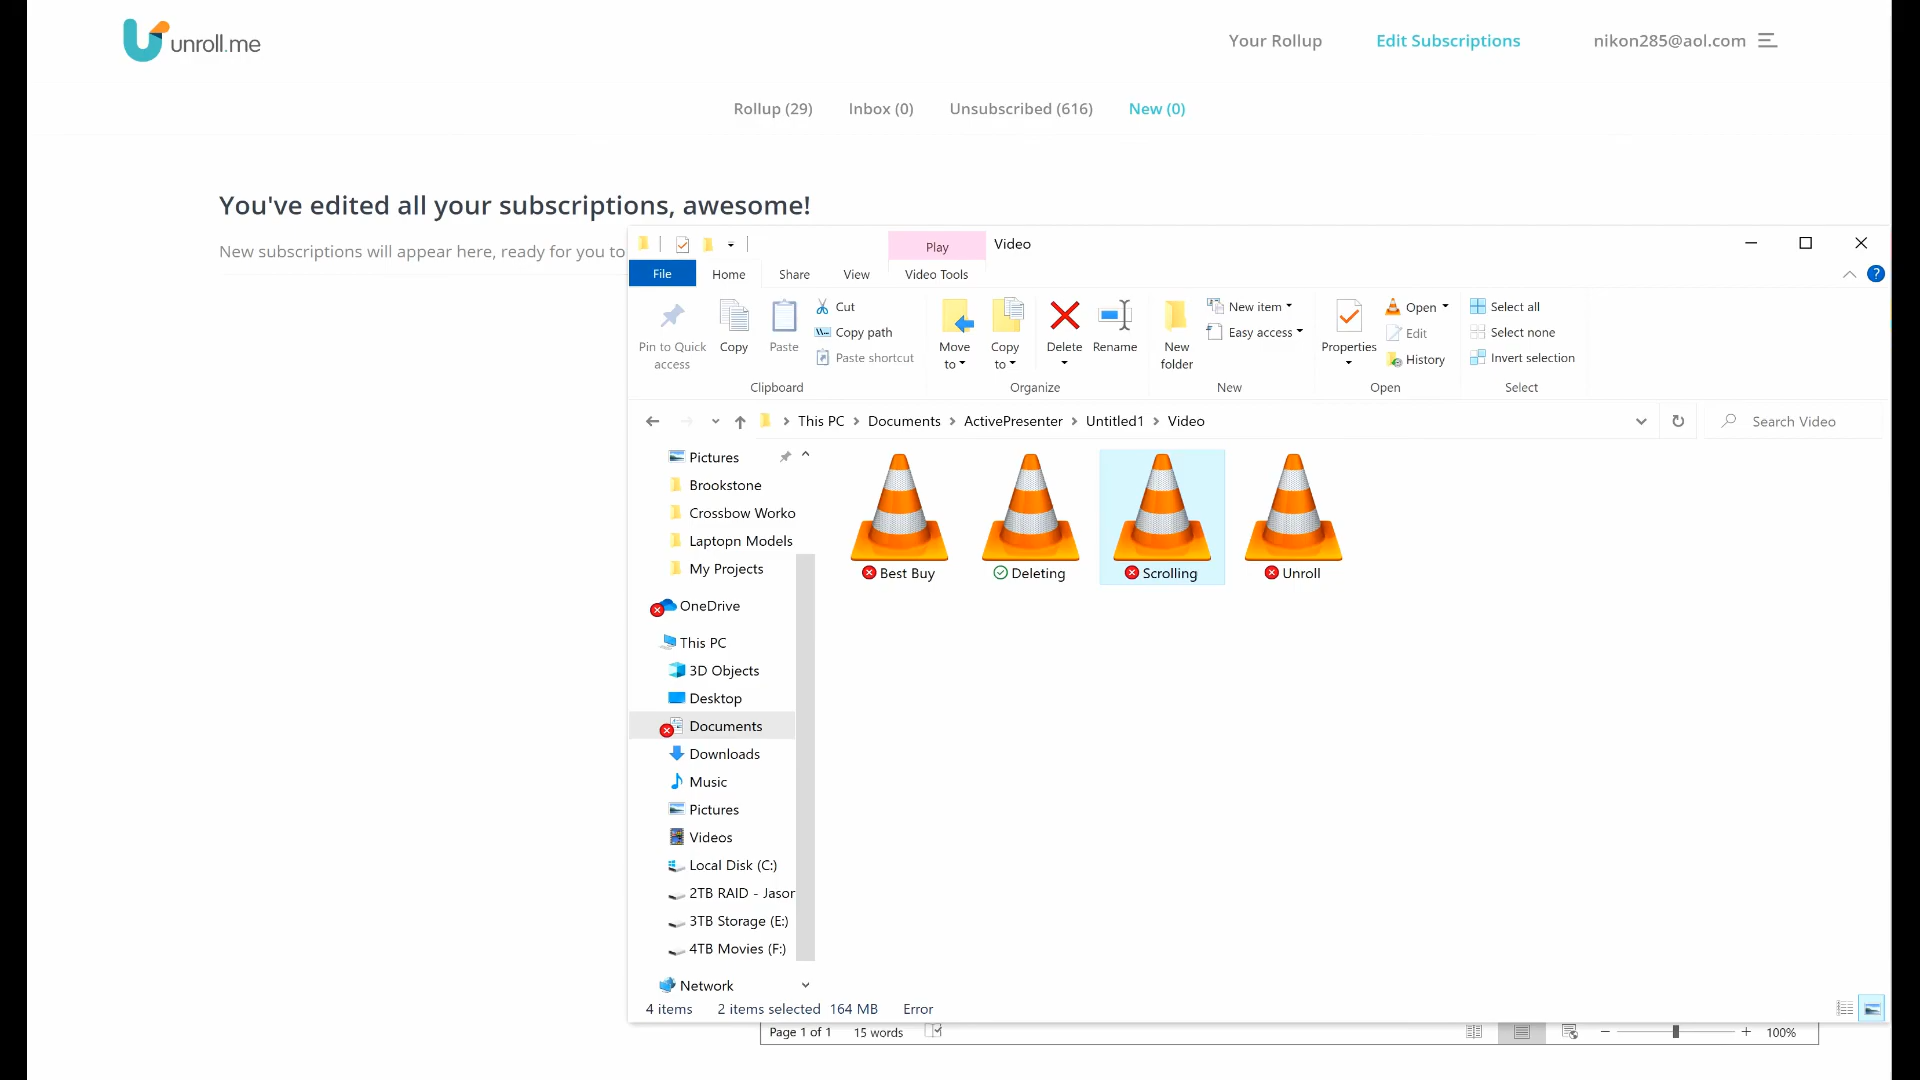 unroll.me
Your Rollup
Edit Subscriptions
nikon285@aol.com
Rollup (29)
Inbox (0)
Unsubscribed (616)
New (0)
You've edited all your subscriptions, awesome!
New subscriptions will appear here, ready for you to
Play
Video
File
Home
Share
View
Video Tools
?
Pin to Quick
access
Copy
Paste
Cut
Copy path
Paste shortcut
Clipboard
Move
to
Copy
to
Delete
Rename
Organize
New
folder
New item
Easy access
New
Properties
Open
Edit
History
Open
Select all
Select none
Invert selection
Select
This PC
Documents
ActivePresenter
Untitled1
Video
Search Video
Pictures
Brookstone
Crossbow Worko
Laptopn Models
My Projects
OneDrive
This PC
3D Objects
Desktop
Documents
Downloads
Music
Pictures
Videos
Local Disk (C:)
2TB RAID - Jason
3TB Storage (E:)
4TB Movies (F:)
Network
Best Buy
Deleting
Scrolling
Unroll
4 items
2 items selected
164 MB
Error
Page 1 of 1
15 words
100%